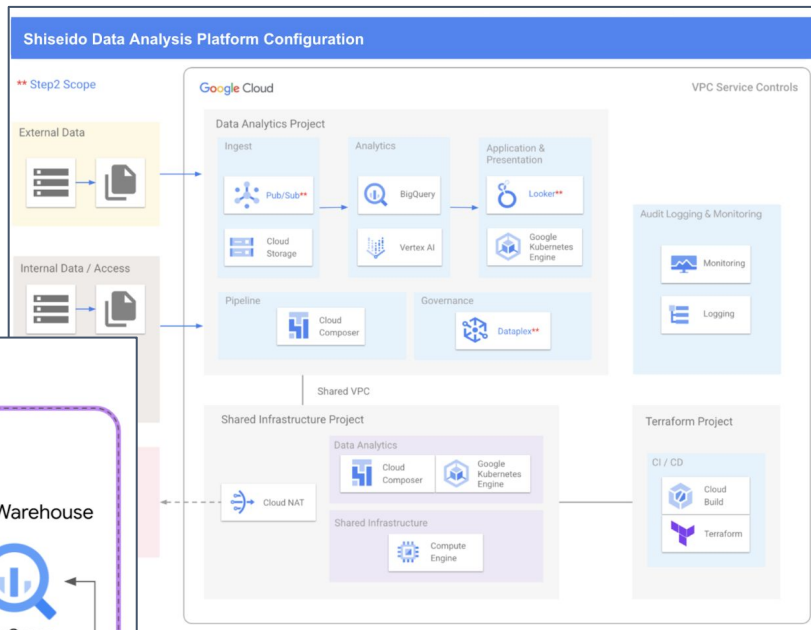 Shiseido Data Analysis Platform Configuration
** Step2 Scope
Google Cloud
VPC Service Controls
External Data
Data Analytics Project
Ingest
Pub/Sub**
Cloud
Storage
Analytics
BigQuery
Vertex AI
Application &
Presentation
Looker**
Google
Kubernetes
Engine
Audit Logging & Monitoring
Monitoring
Logging
Internal Data / Access
Pipeline
Cloud
Composer
Governance
Dataplex**
Shared VPC
Shared Infrastructure Project
Data Analytics
Cloud
Composer
Google
Kubernetes
Engine
Cloud NAT
Shared Infrastructure
Compute
Engine
Terraform Project
CI / CD
Cloud
Build
Terraform
Warehouse